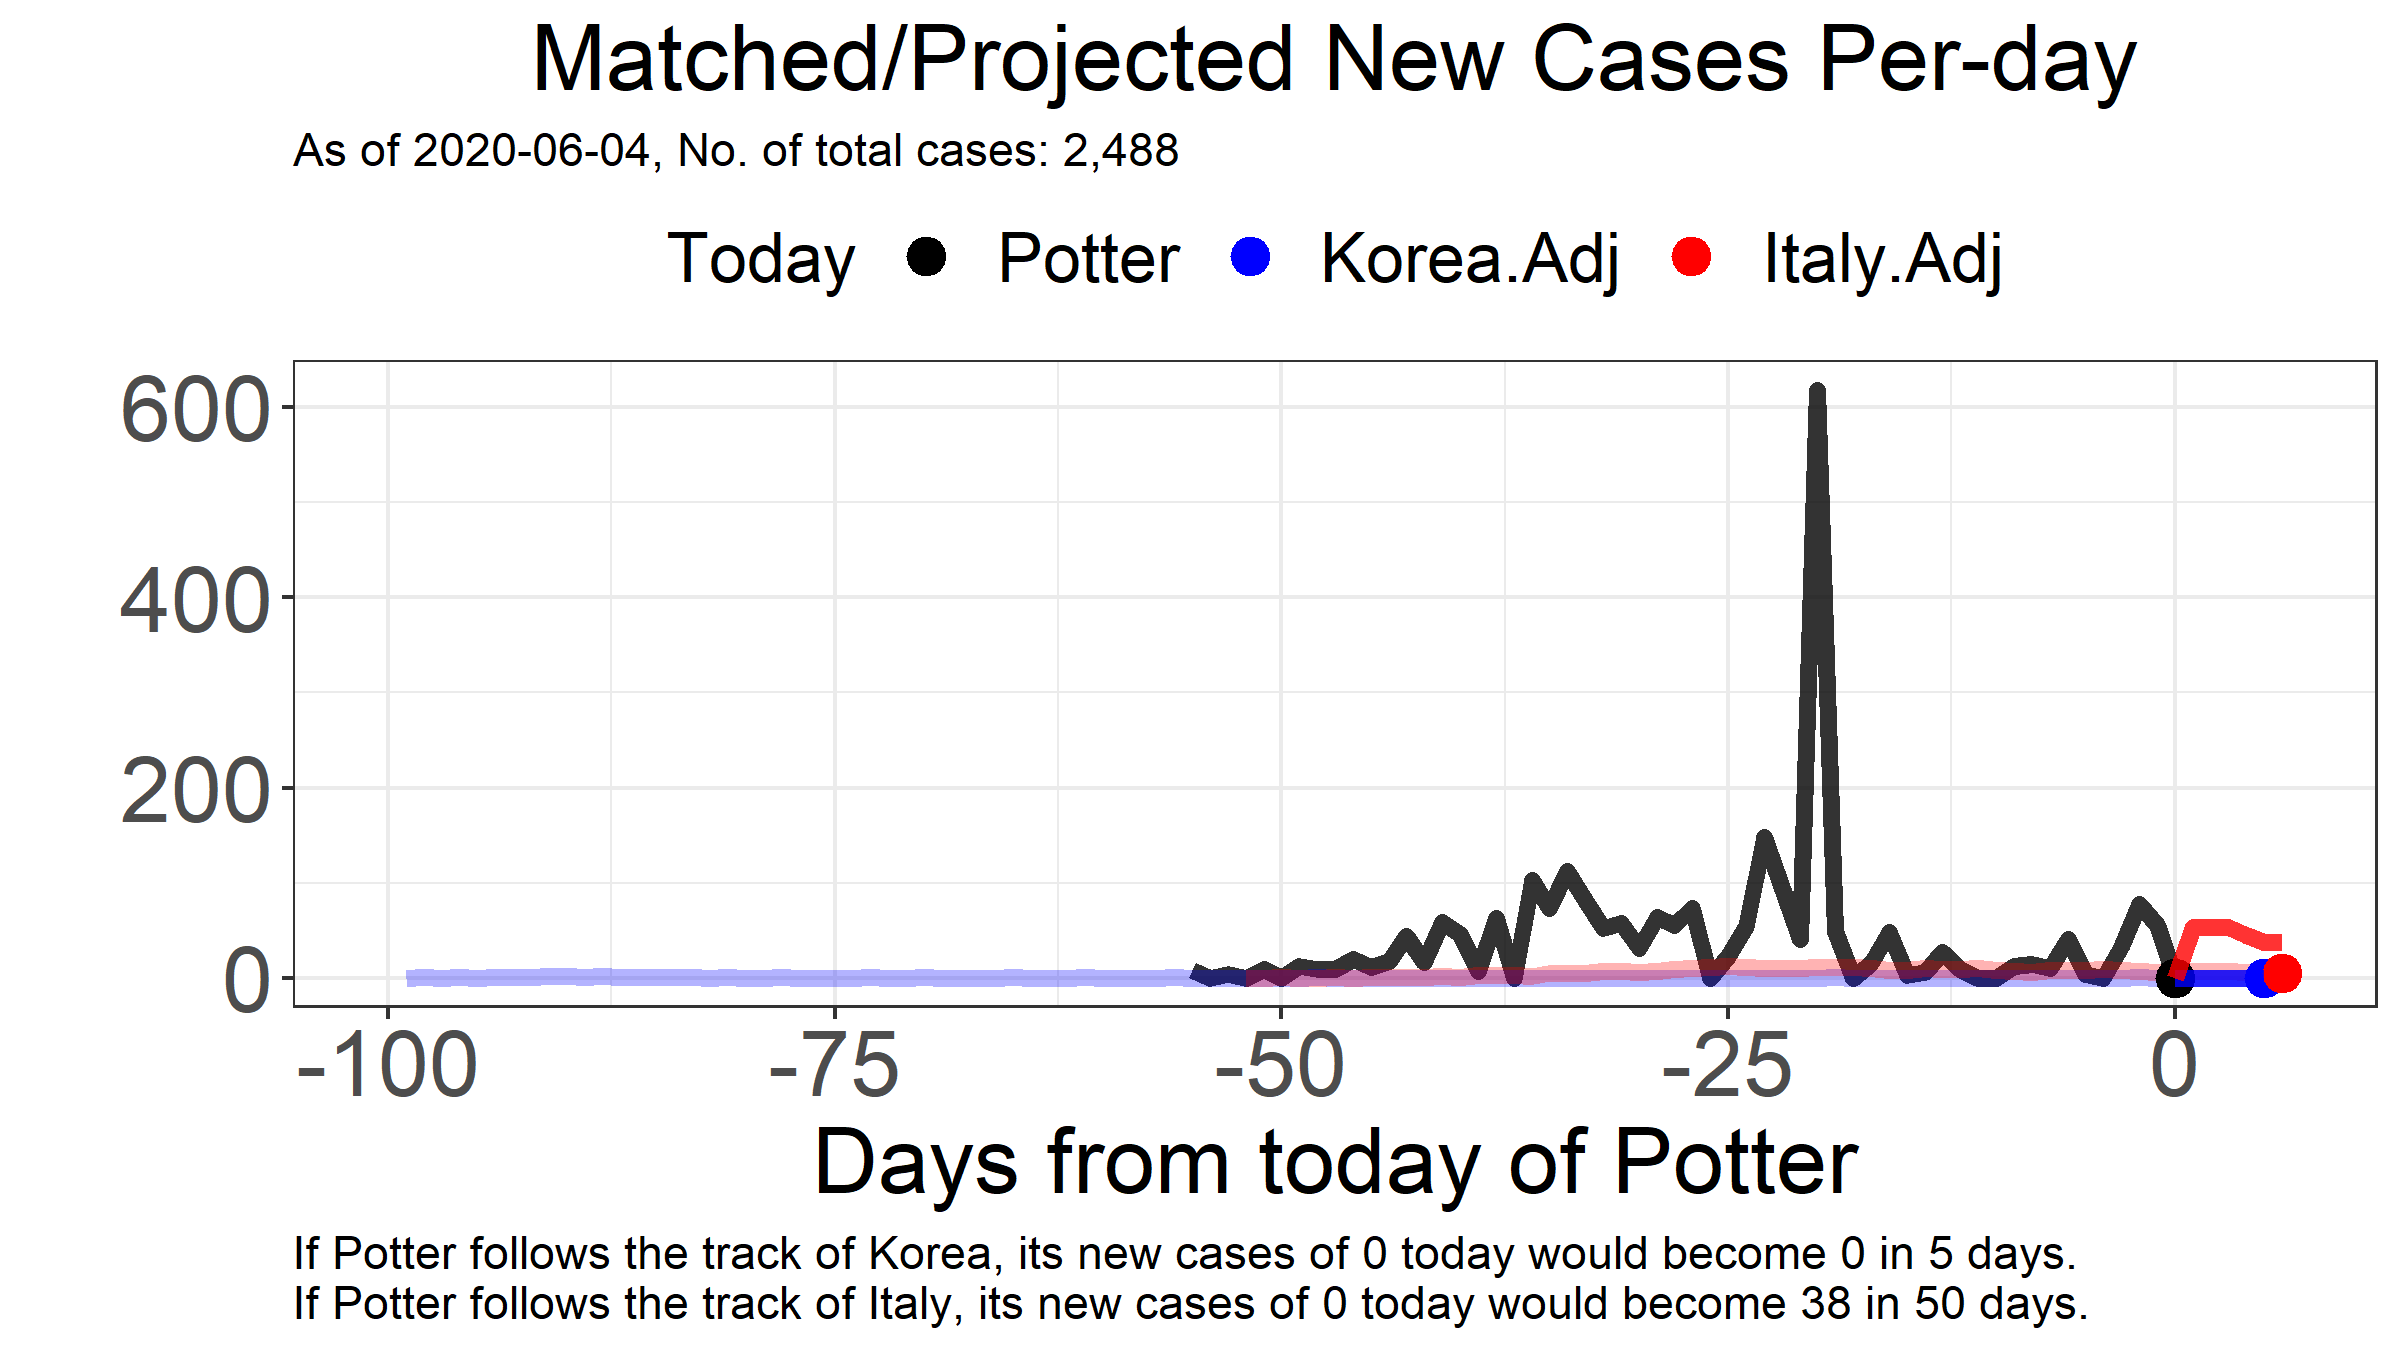 Matched/Projected New Cases Per-day
As of 2020-06-04, No. of total cases: 2,488
Today Potter Korea.Adj Italy.Adj
600
400
200
0
-100 -75 -50 -25 0
Days from today of Potter
If Potter follows the track of Korea, its new cases of 0 today would become 0 in 5 days.
If Potter follows the track of Italy, its new cases of 0 today would become 38 in 50 days.